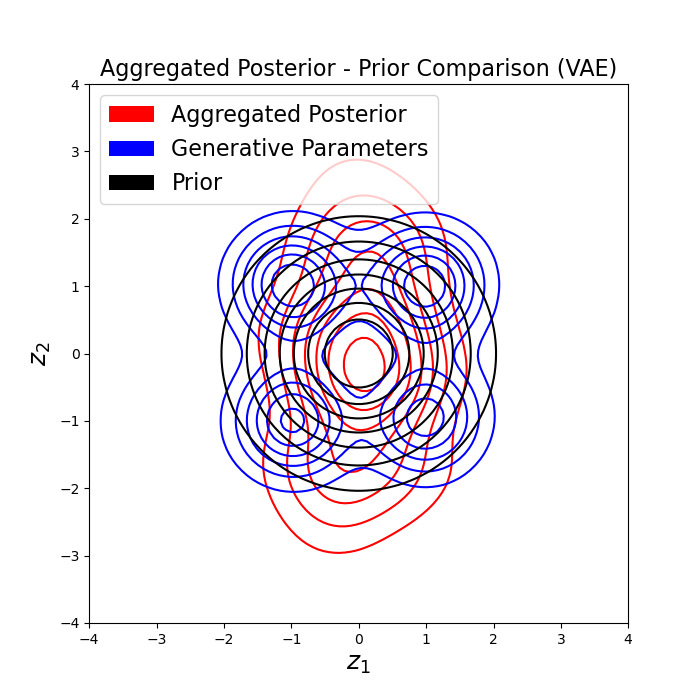 Aggregated Posterior - Prior Comparison (VAE)
Aggregated Posterior
Generative Parameters
Prior
4
3
2
1
0
−1
−2
−3
−4
z₂
−4 −3 −2 −1 0 1 2 3 4
z₁